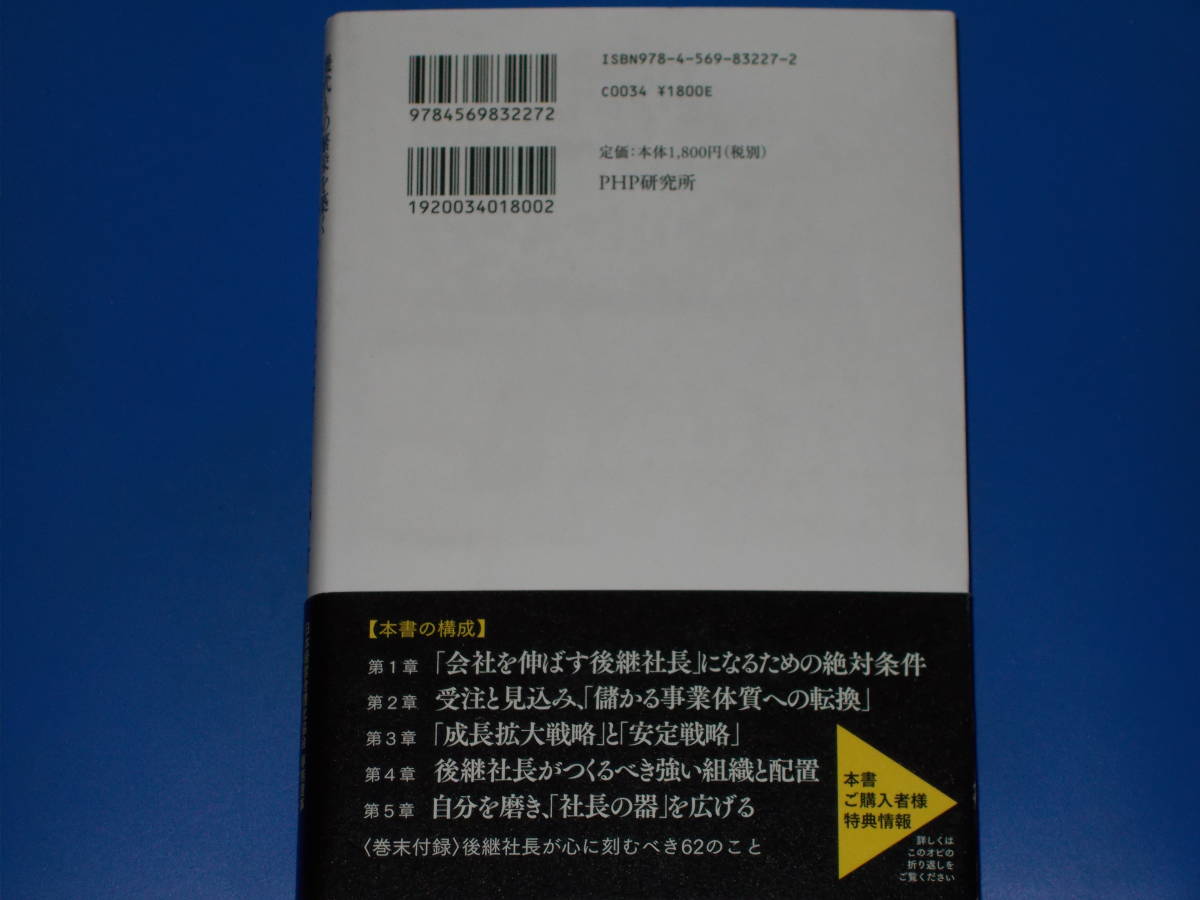 ISBN978-4-569-83227-2
C0034 ¥1800E
9784569832272
定価:本体1,800円(税別)
PHP研究所
1920034018002
【本書の構成】
第1章 「会社を伸ばす後継社長」になるための絶対条件
第2章 受注と見込み、「儲かる事業体質への転換」
第3章 「成長拡大戦略」と「安定戦略」
第4章 後継社長がつくるべき強い組織と配置
第5章 自分を磨き、「社長の器」を広げる
〈巻末付録〉後継社長が心に刻むべき62のこと
本書
ご購入者様
特典情報
詳しくは
このオビの
折り返しを
ご覧ください